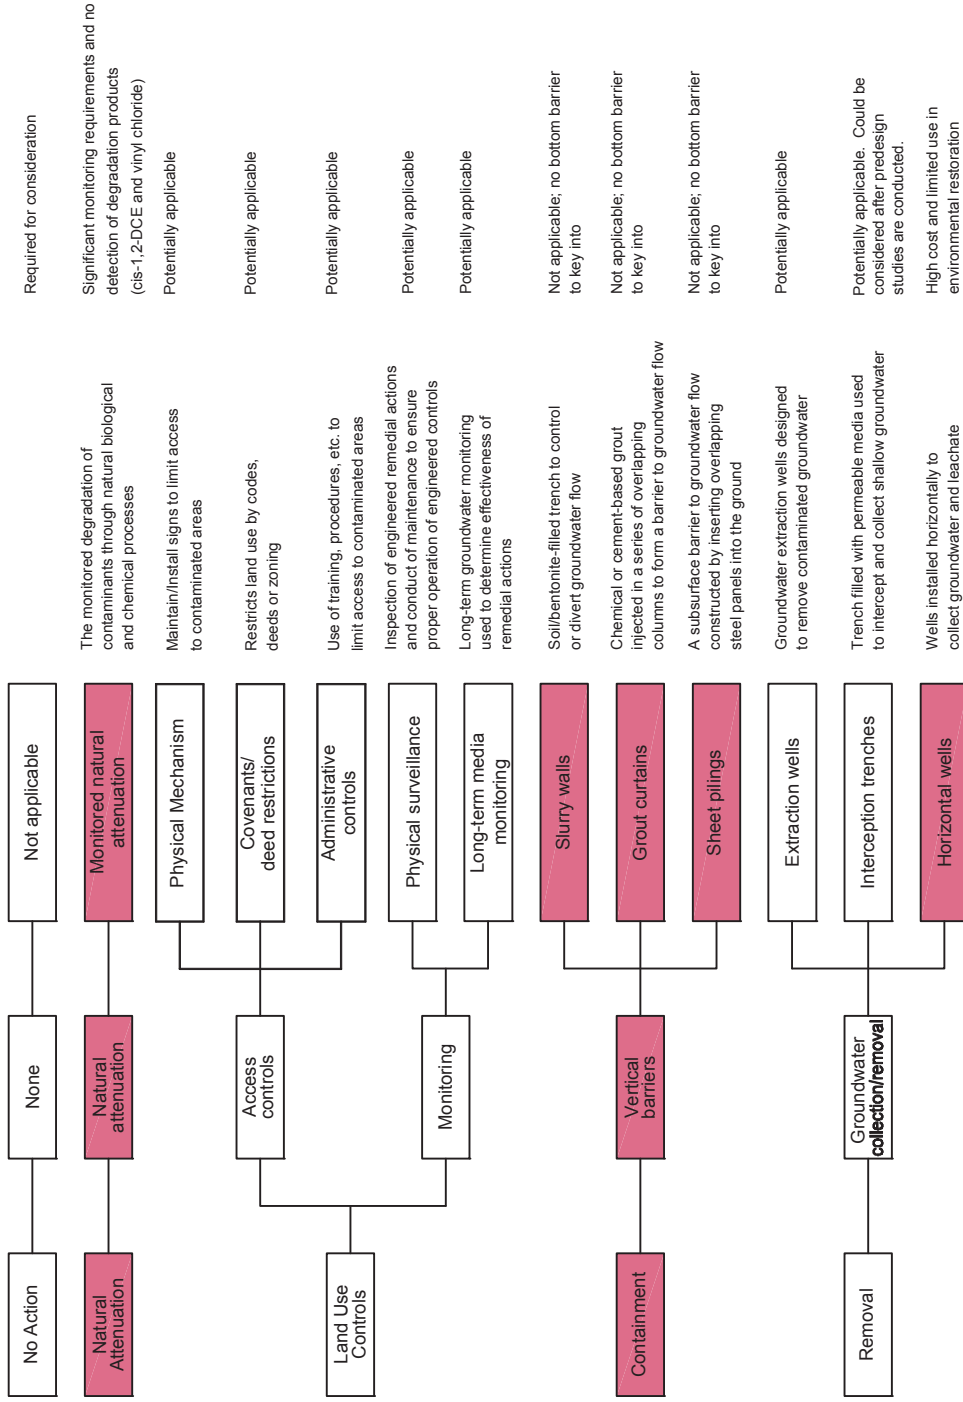 No Action
None
Not applicable
Required for consideration
Natural
Attenuation
Natural
attenuation
Monitored natural
attenuation
The monitored degradation of
contaminants through natural biological
and chemical processes
Significant monitoring requirements and no
detection of degradation products
(cis-1,2-DCE and vinyl chloride)
Land Use
Controls
Access
controls
Physical Mechanism
Maintain/Install signs to limit access
to contaminated areas
Potentially applicable
Covenants/
deed restrictions
Restricts land use by codes,
deeds or zoning
Potentially applicable
Administrative
controls
Use of training, procedures, etc. to
limit access to contaminated areas
Potentially applicable
Monitoring
Physical surveillance
Inspection of engineered remedial actions
and conduct of maintenance to ensure
proper operation of engineered controls
Potentially applicable
Long-term media
monitoring
Long-term groundwater monitoring
used to determine effectiveness of
remedial actions
Potentially applicable
Containment
Vertical
barriers
Slurry walls
Soil/bentonite-filled trench to control
or divert groundwater flow
Not applicable; no bottom barrier
to key into
Grout curtains
Chemical or cement-based grout
injected in a series of overlapping
columns to form a barrier to groundwater flow
Not applicable; no bottom barrier
to key into
Sheet pilings
A subsurface barrier to groundwater flow
constructed by inserting overlapping
steel panels into the ground
Not applicable; no bottom barrier
to key into
Removal
Groundwater
collection/removal
Extraction wells
Groundwater extraction wells designed
to remove contaminated groundwater
Potentially applicable
Interception trenches
Trench filled with permeable media used
to intercept and collect shallow groundwater
Potentially applicable. Could be
considered after predesign
studies are conducted.
Horizontal wells
Wells installed horizontally to
collect groundwater and leachate
High cost and limited use in
environmental restoration